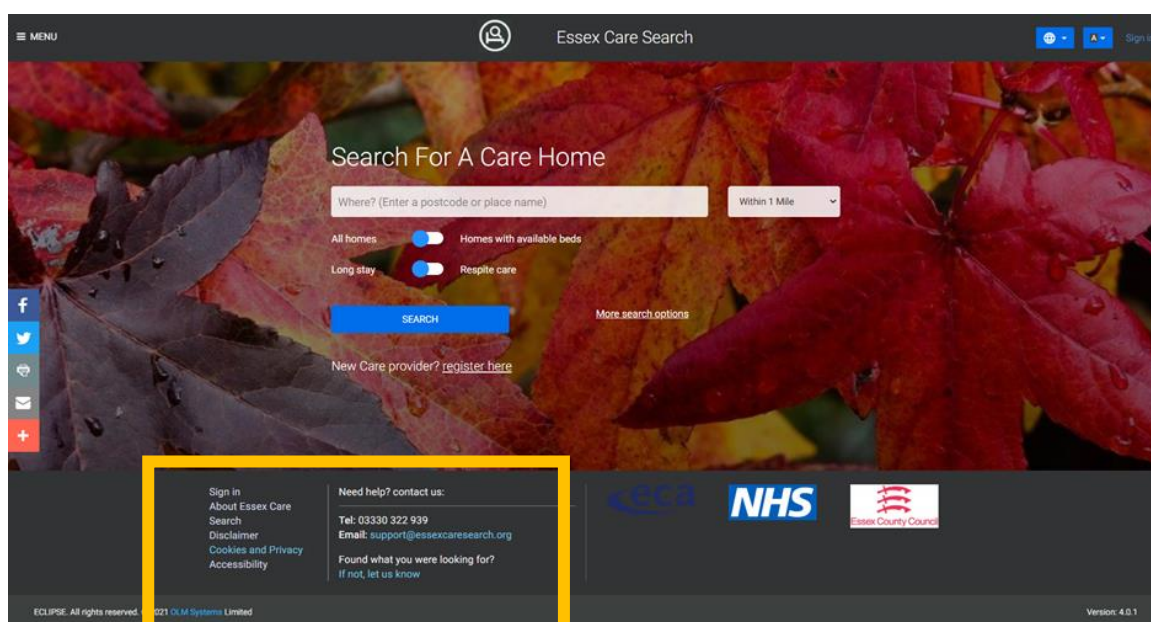 ≡ MENU
Essex Care Search
A
Sign i
Search For A Care Home
Where? (Enter a postcode or place name)
Within 1 Mile
All homes
Homes with available beds
Long stay
Respite care
SEARCH
More search options
New Care provider? register here
f
+
Sign in
About Essex Care
Search
Disclaimer
Cookies and Privacy
Accessibility
Need help? contact us:
Tel: 03330 322 939
Email: support@essexcaresearch.org
Found what you were looking for?
If not, let us know
eca
NHS
Essex County Council
ECLIPSE. All rights reserved. 2021 OLM Systems Limited
Version: 4.0.1